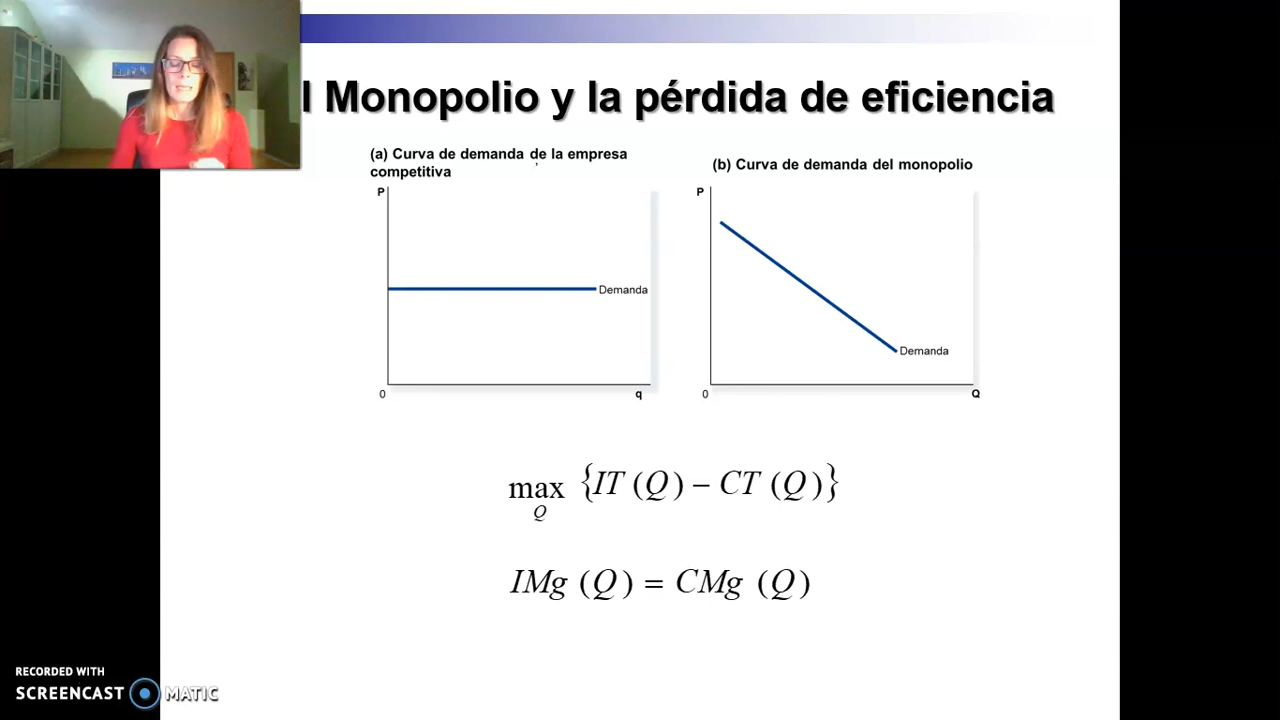 l Monopolio y la pérdida de eficiencia
(a) Curva de demanda de la empresa
competitiva
P
Demanda
0
q
(b) Curva de demanda del monopolio
P
Demanda
0
Q
max {IT (Q) − CT (Q)}
Q
IMg (Q) = CMg (Q)
RECORDED WITH
SCREENCAST MATIC